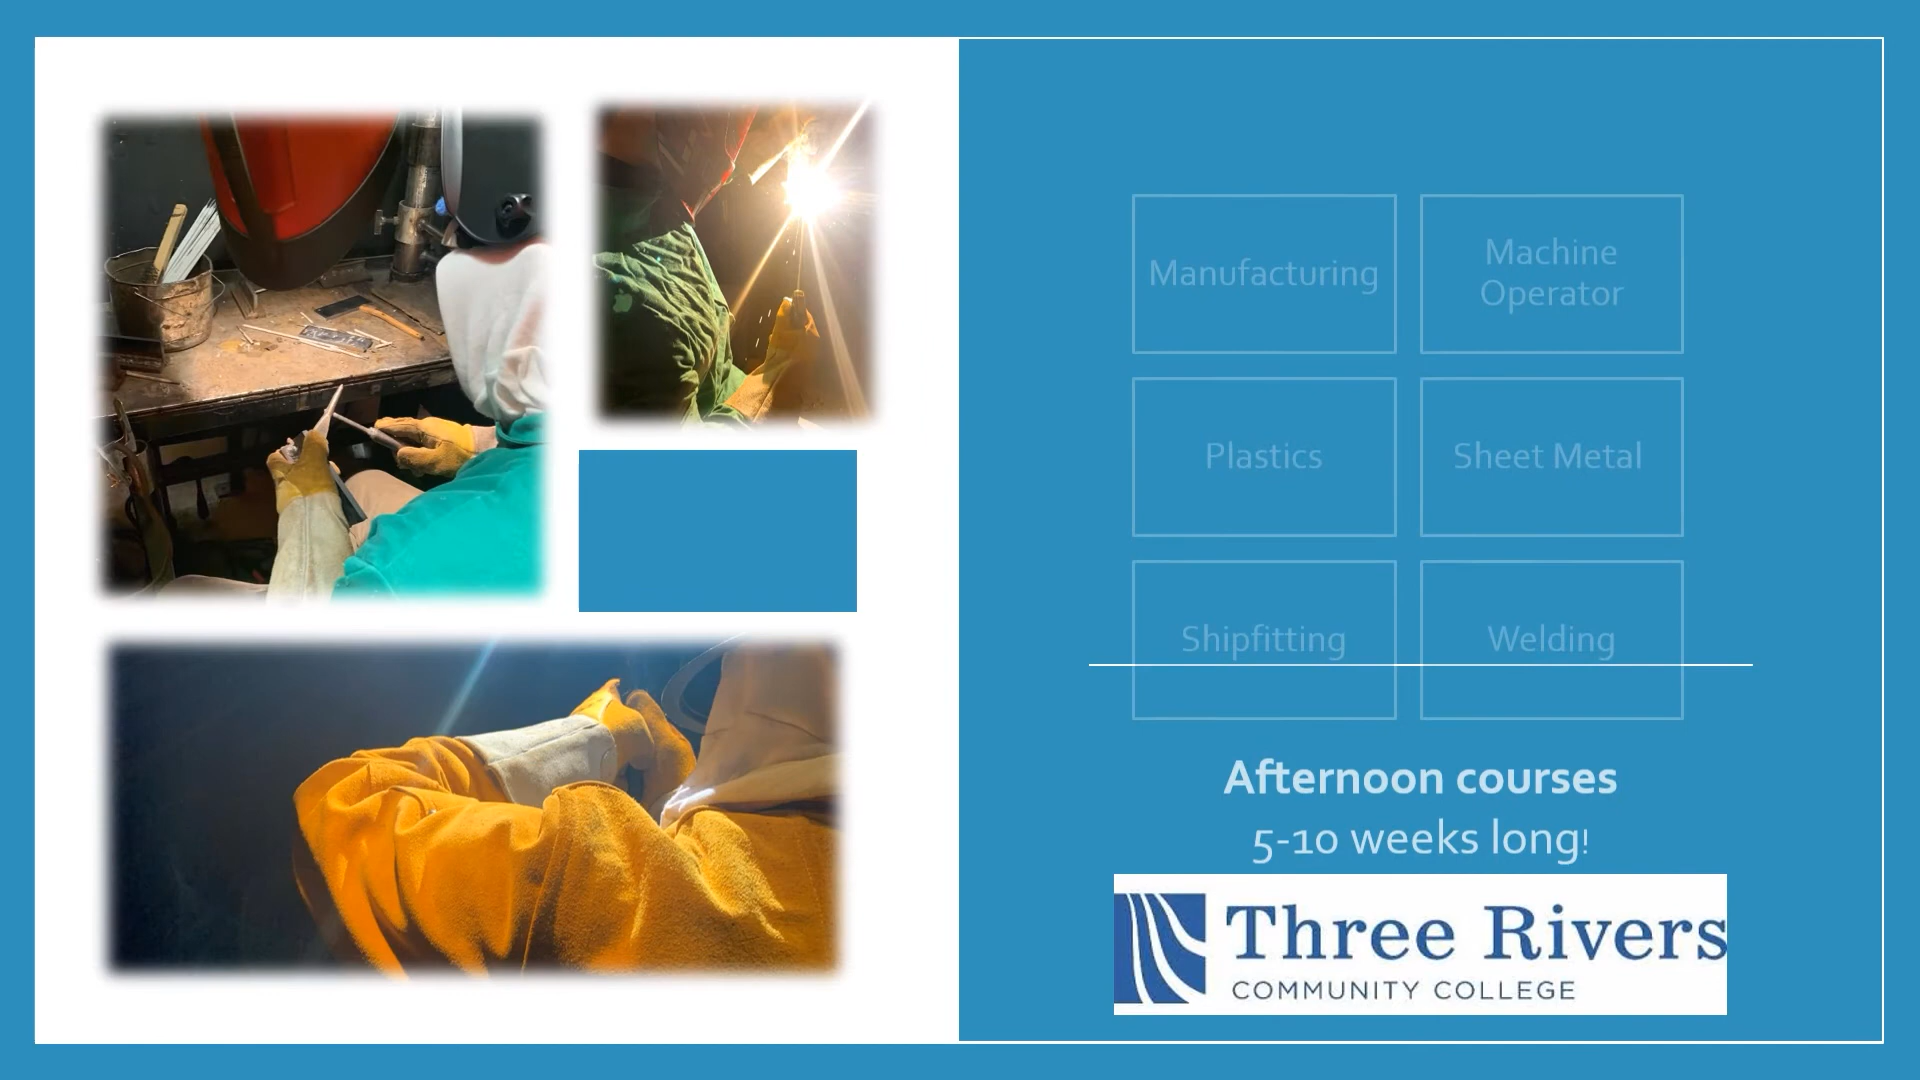 Manufacturing
Machine
Operator
Plastics
Sheet Metal
Shipfitting
Welding
Afternoon courses
5-10 weeks long!
Three Rivers
COMMUNITY COLLEGE